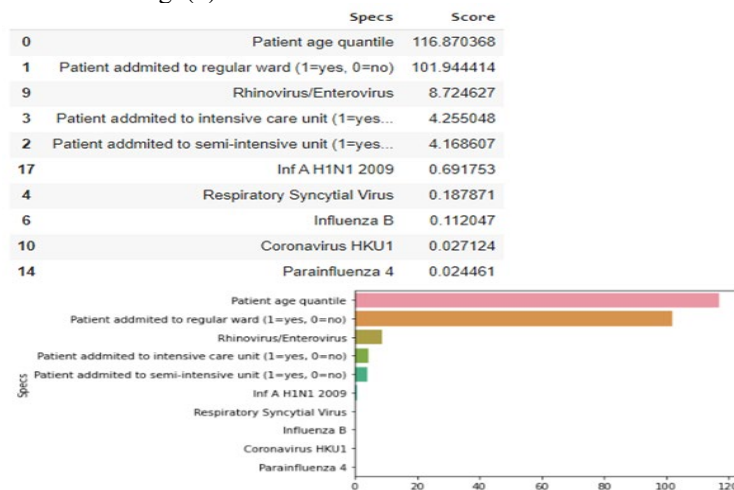 Specs Score
0 Patient age quantile 116.870368
1 Patient addmited to regular ward (1=yes, 0=no) 101.944414
9 Rhinovirus/Enterovirus 8.724627
3 Patient addmited to intensive care unit (1=yes... 4.255048
2 Patient addmited to semi-intensive unit (1=yes... 4.168607
17 Inf A H1N1 2009 0.691753
4 Respiratory Syncytial Virus 0.187871
6 Influenza B 0.112047
10 Coronavirus HKU1 0.027124
14 Parainfluenza 4 0.024461
Patient age quantile
Patient addmited to regular ward (1=yes, 0=no)
Rhinovirus/Enterovirus
Patient addmited to intensive care unit (1=yes, 0=no)
Patient addmited to semi-intensive unit (1=yes, 0=no)
Inf A H1N1 2009
Respiratory Syncytial Virus
Influenza B
Coronavirus HKU1
Parainfluenza 4
Specs
0 20 40 60 80 100 120